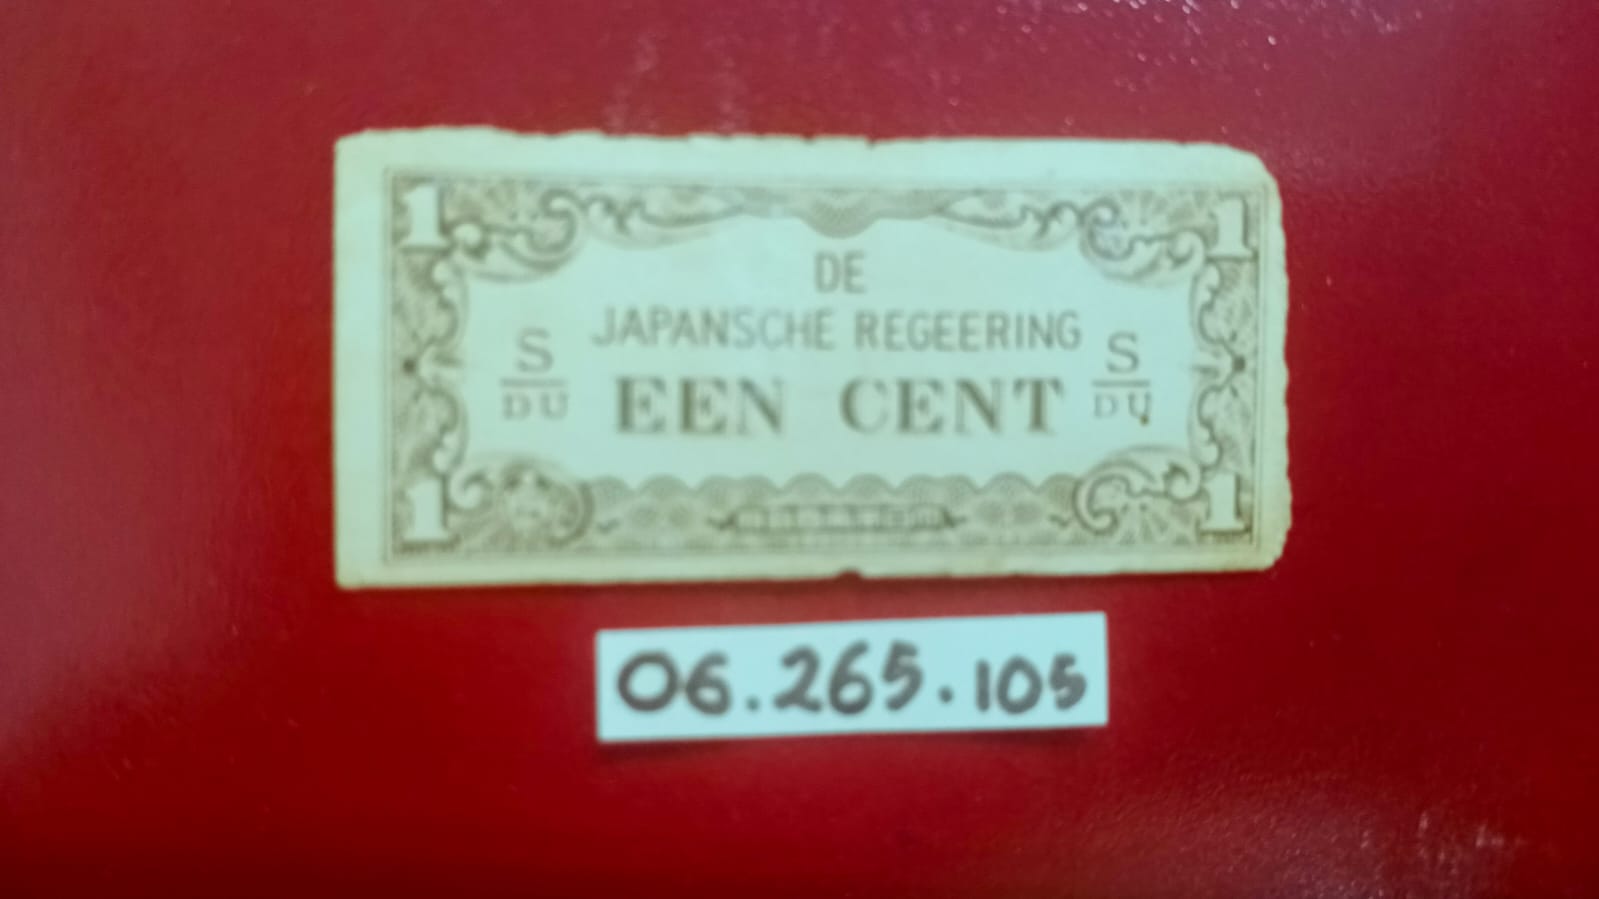 1 1
DE
JAPANSCHE REGEERING
S S
DU DU
EEN CENT
1 1
06.265.105